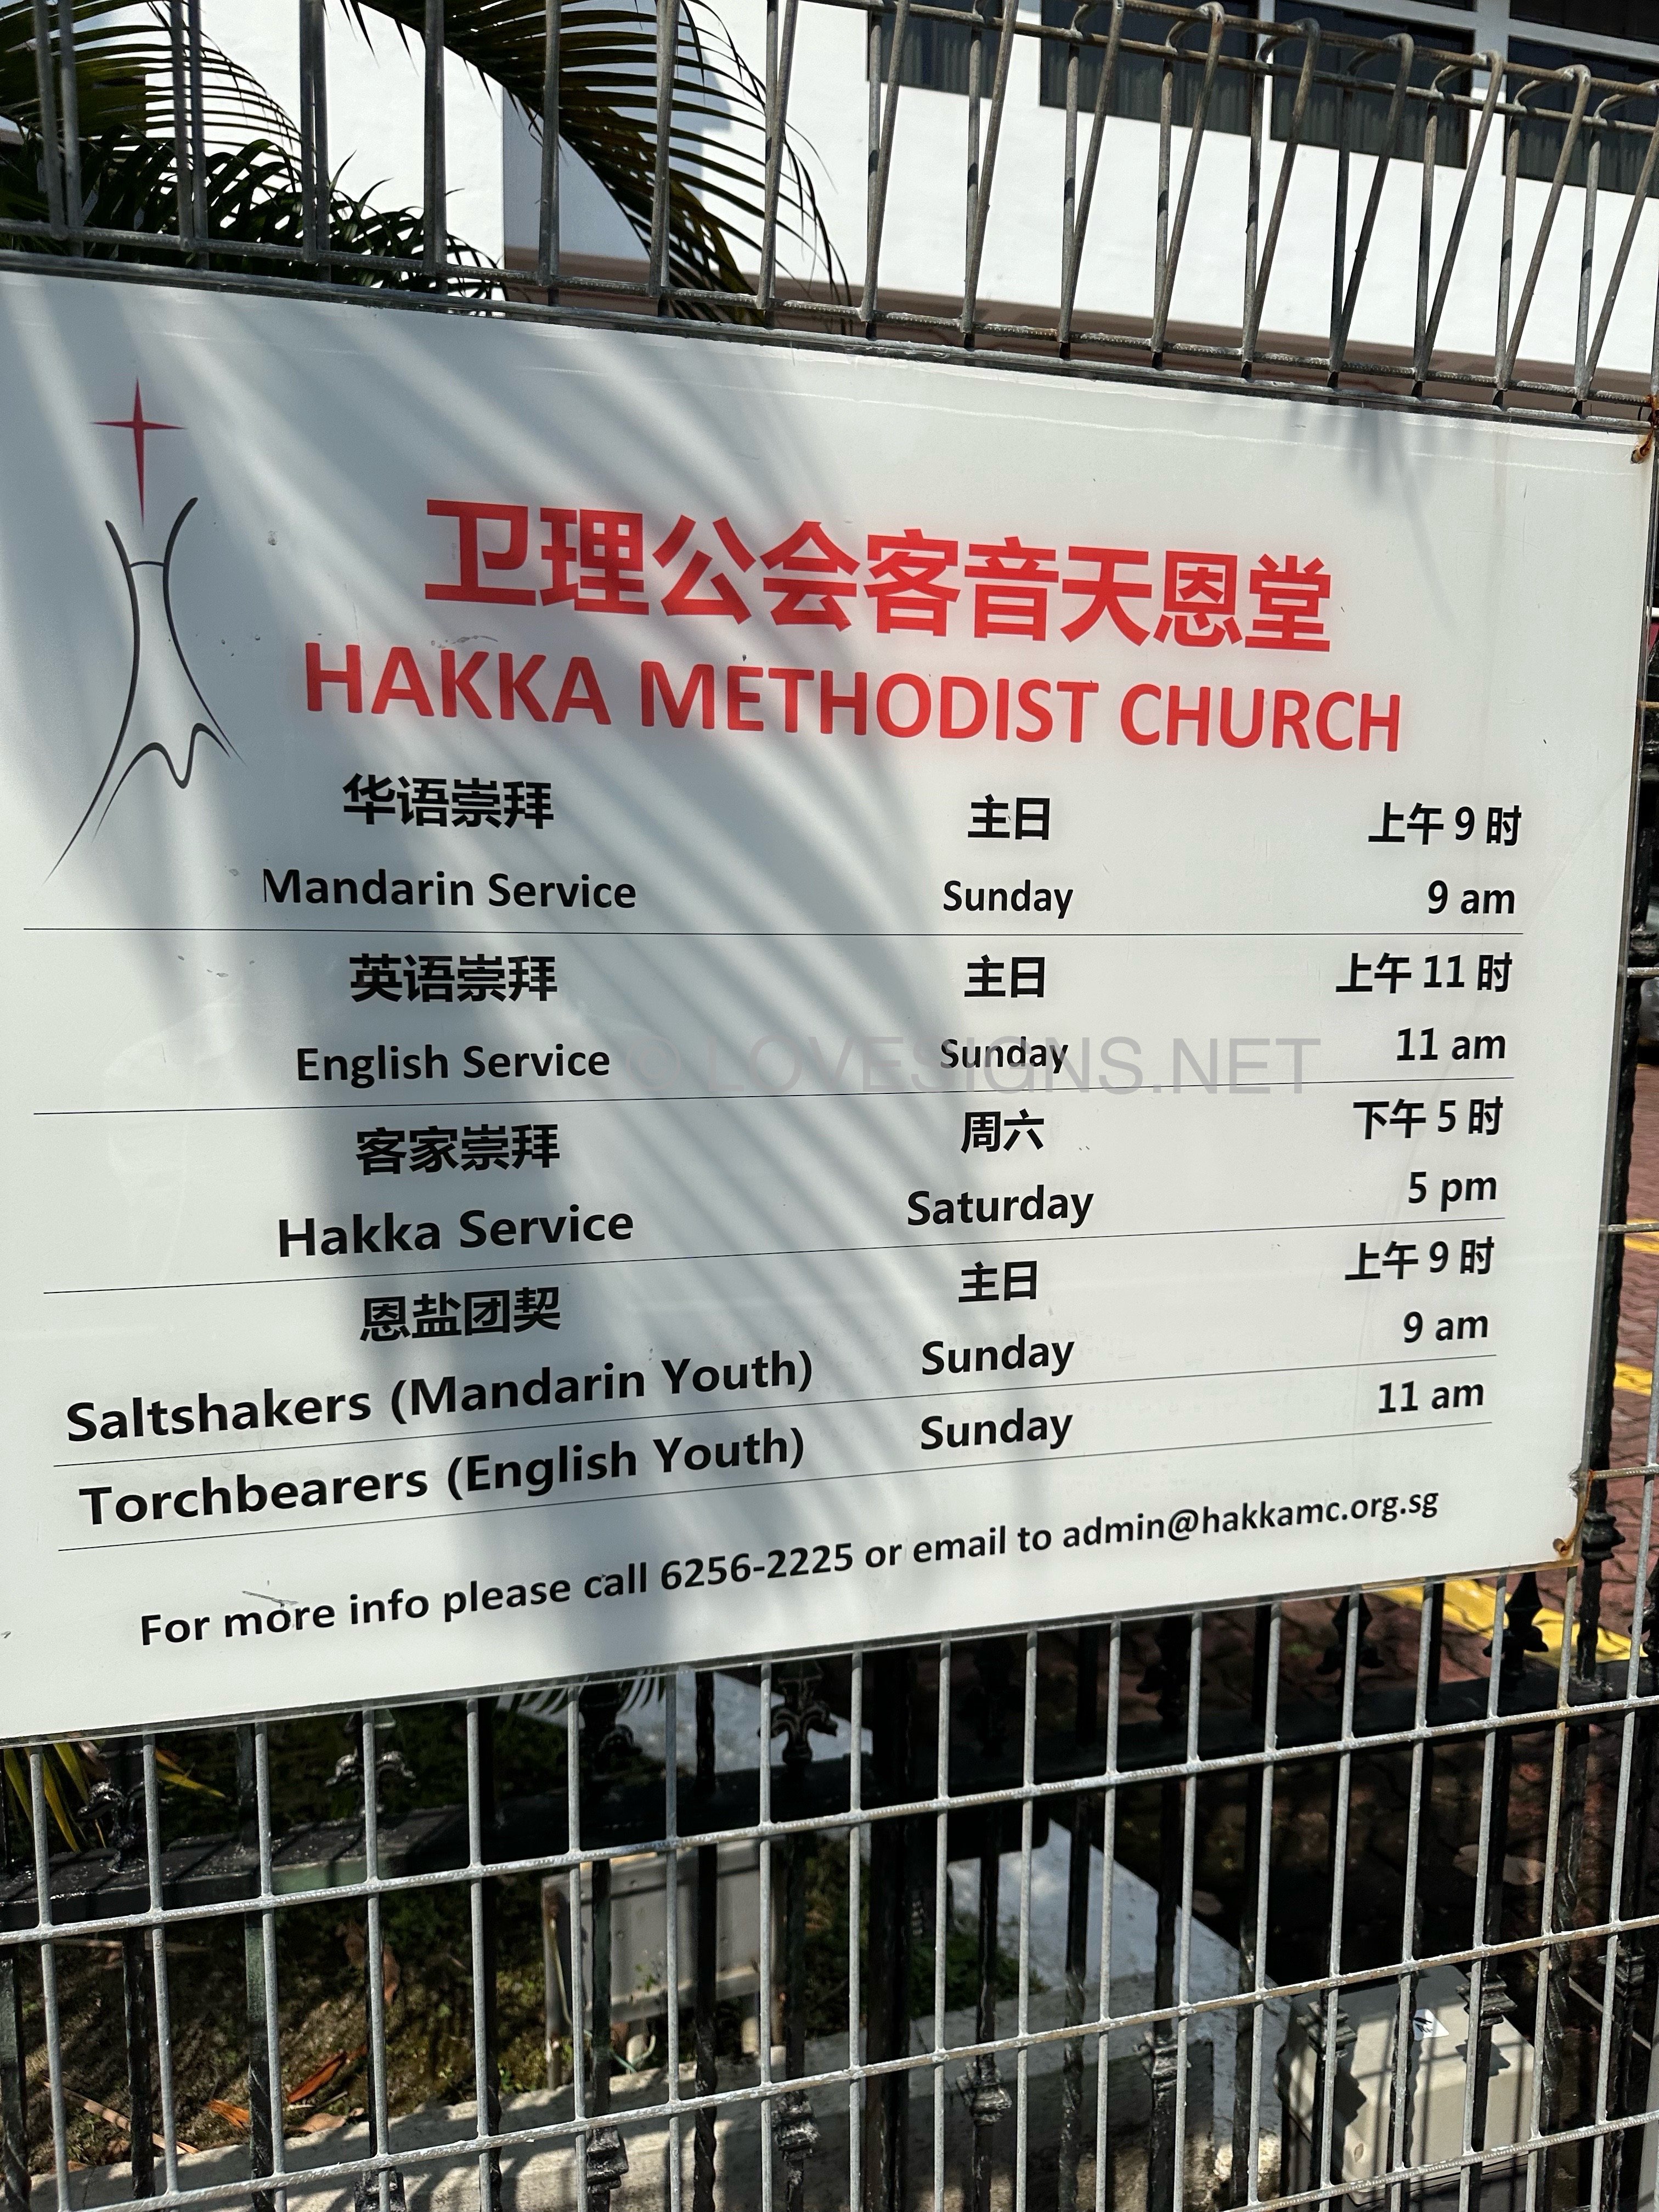 卫理公会客音天恩堂
HAKKA METHODIST CHURCH
华语崇拜 主日 上午 9 时
Mandarin Service Sunday 9 am
英语崇拜 主日 上午 11 时
English Service Sunday 11 am
© LOVESIGNS.NET
客家崇拜 周六 下午 5 时
Hakka Service Saturday 5 pm
恩盐团契 主日 上午 9 时
Saltshakers (Mandarin Youth) Sunday 9 am
Torchbearers (English Youth) Sunday 11 am
For more info please call 6256-2225 or email to admin@hakkamc.org.sg